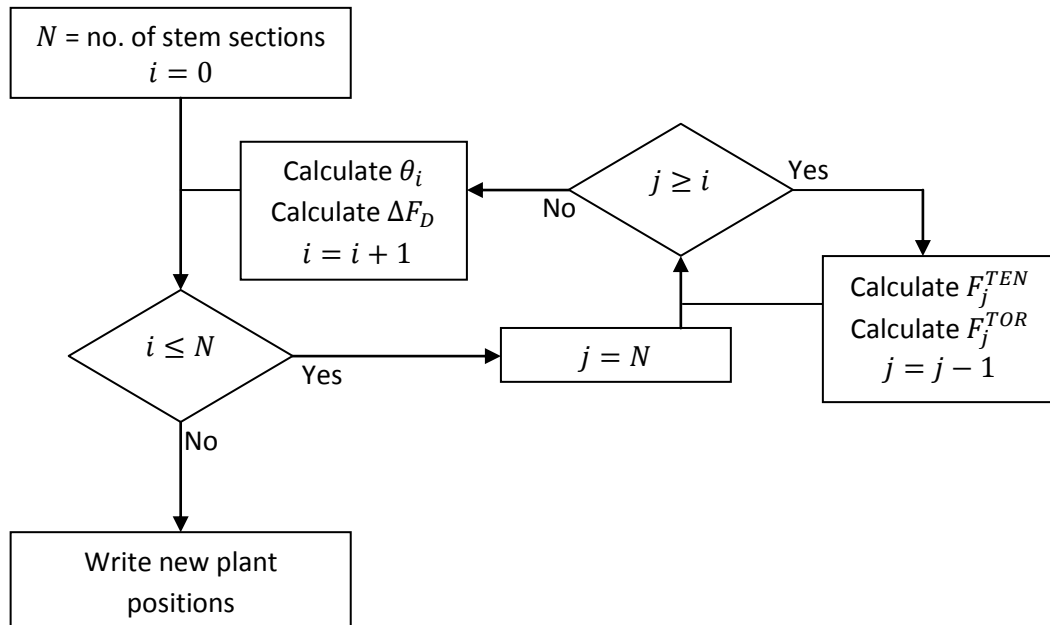 N = no. of stem sections
i = 0
Calculate θ_i
Calculate ΔF_D
i = i + 1
No
j ≥ i
Yes
Calculate F_j^{TEN}
Calculate F_j^{TOR}
j = j − 1
i ≤ N
Yes
j = N
No
Write new plant
positions